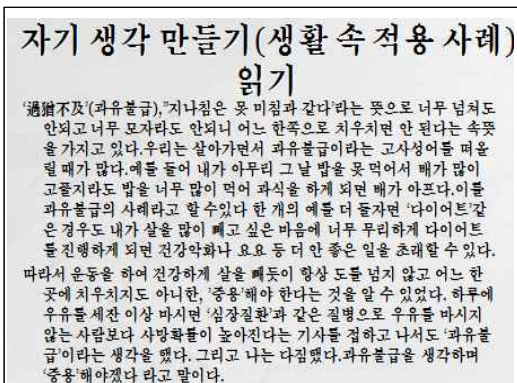 자기 생각 만들기(생활 속 적용 사례)
읽기
‘過猶不及’(과유불급),”지나침은 못 미침과 같다’라는 뜻으로 너무 넘쳐도
안되고 너무 모자라도 안되니 어느 한쪽으로 치우치면 안 된다는 속뜻
을 가지고 있다.우리는 살아가면서 과유불급이라는 고사성어를 떠올
릴 때가 많다.예를 들어 내가 아무리 그 날 밥을 못 먹어서 배가 많이
고플지라도 밥을 너무 많이 먹어 과식을 하게 되면 배가 아프다.이를
과유불급의 사례라고 할 수있다 한 개의 예를 더 들자면 ‘다이어트’같
은 경우도 내가 살을 많이 빼고 싶은 마음에 너무 무리하게 다이어트
를 진행하게 되면 건강악화나 요요 등 더 안 좋은 일을 초래할 수 있다.
따라서 운동을 하여 건강하게 살을 빼듯이 항상 도를 넘지 않고 어느 한
곳에 치우치지도 아니한, ’중용’해야 한다는 것을 알 수 있었다. 하루에
우유를 세잔 이상 마시면 ‘심장질환’과 같은 질병으로 우유를 마시지
않는 사람보다 사망확률이 높아진다는 기사를 접하고 나서도 ‘과유불
급’이라는 생각을 했다. 그리고 나는 다짐했다.과유불급을 생각하며
‘중용’해야겠다 라고 말이다.